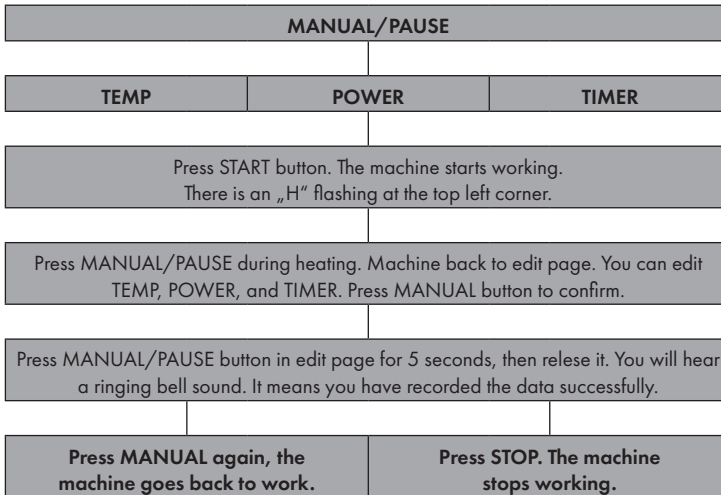 MANUAL/PAUSE
TEMP
POWER
TIMER
Press START button. The machine starts working.
There is an „H“ flashing at the top left corner.
Press MANUAL/PAUSE during heating. Machine back to edit page. You can edit
TEMP, POWER, and TIMER. Press MANUAL button to confirm.
Press MANUAL/PAUSE button in edit page for 5 seconds, then relese it. You will hear
a ringing bell sound. It means you have recorded the data successfully.
Press MANUAL again, the
machine goes back to work.
Press STOP. The machine
stops working.